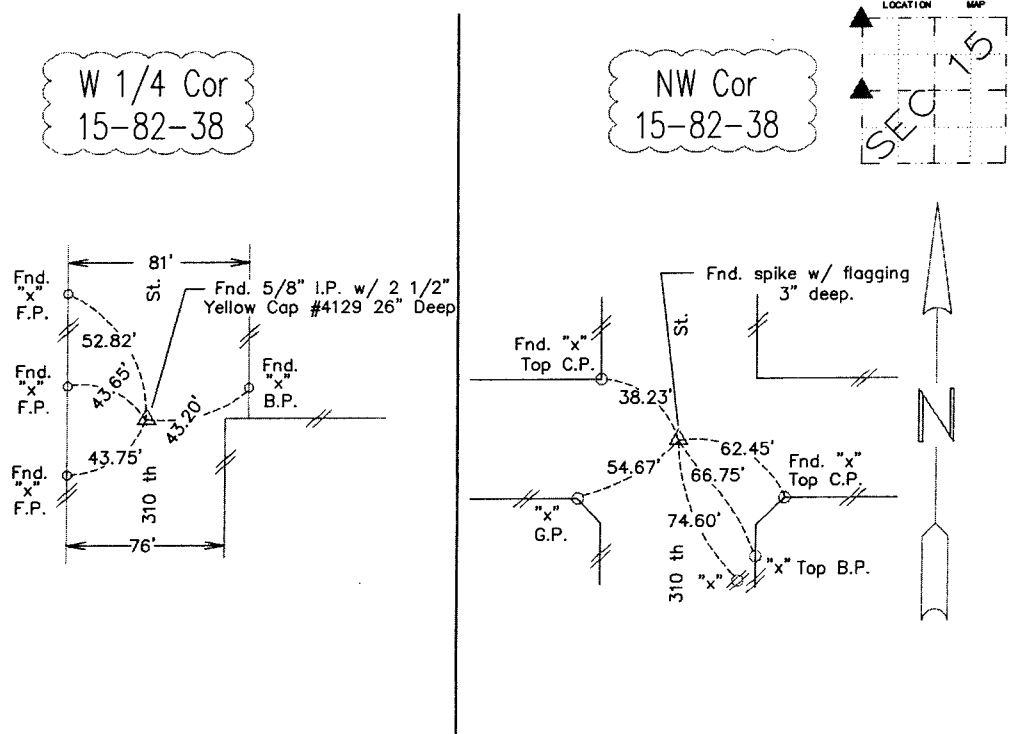 W 1/4 Cor
15-82-38
81'
St.
Fnd.
"x"
F.P.
Fnd. 5/8" I.P. w/ 2 1/2"
Yellow Cap #4129 26" Deep
52.82'
Fnd.
"x"
F.P.
43.65'
43.20'
Fnd.
"x"
B.P.
43.75'
Fnd.
"x"
F.P.
310 th
76'
NW Cor
15-82-38
LOCATION MAP
SEC 15
Fnd. spike w/ flagging
3" deep.
St.
Fnd. "x"
Top C.P.
38.23'
62.45'
54.67'
66.75'
Fnd. "x"
Top C.P.
74.60'
"x"
G.P.
310 th
"x"
"x" Top B.P.
N